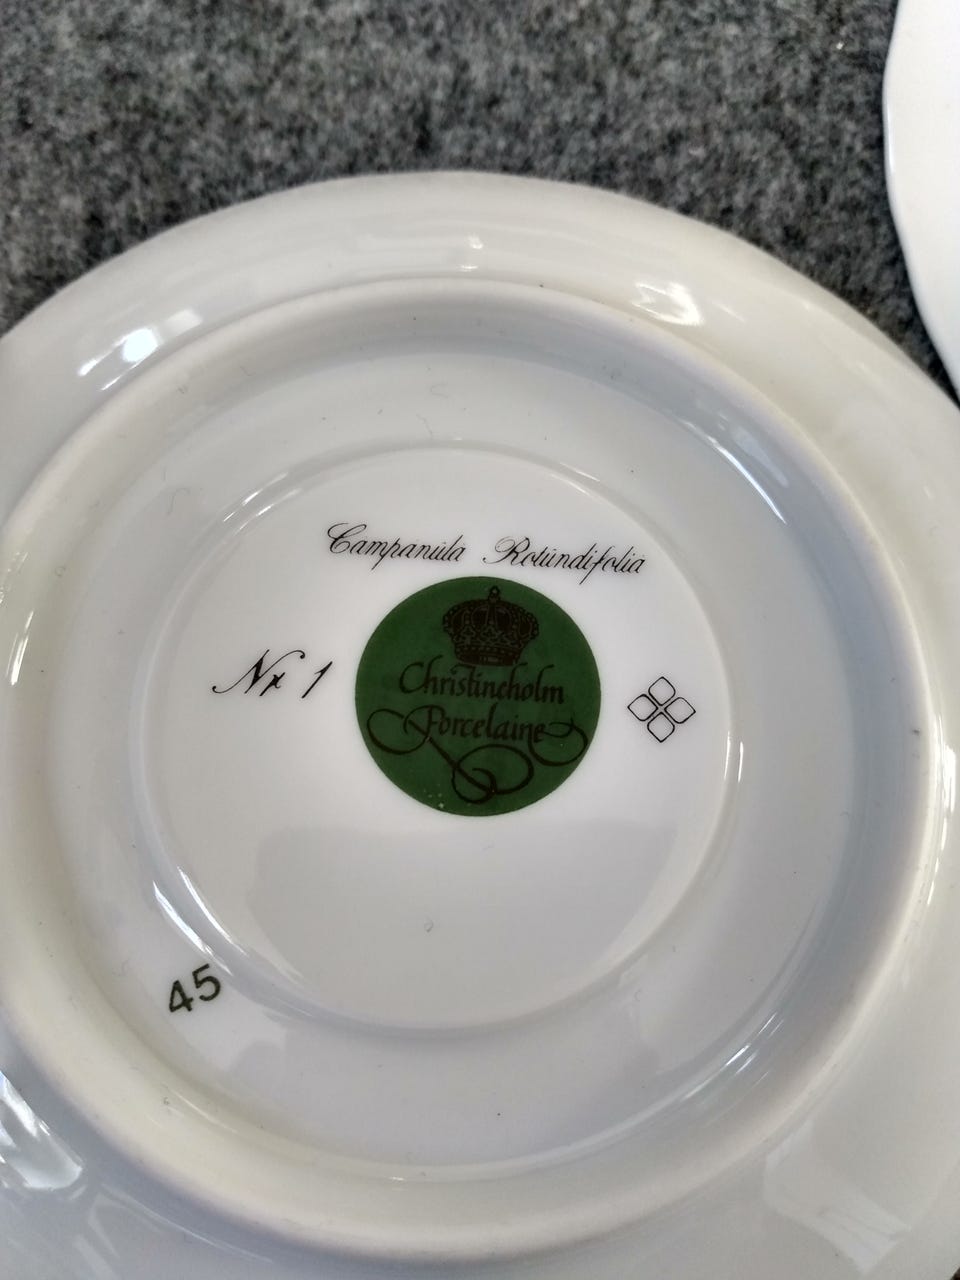 Campanula Rotundifolia
Nr 1
Christineholm
Porcelaine
45